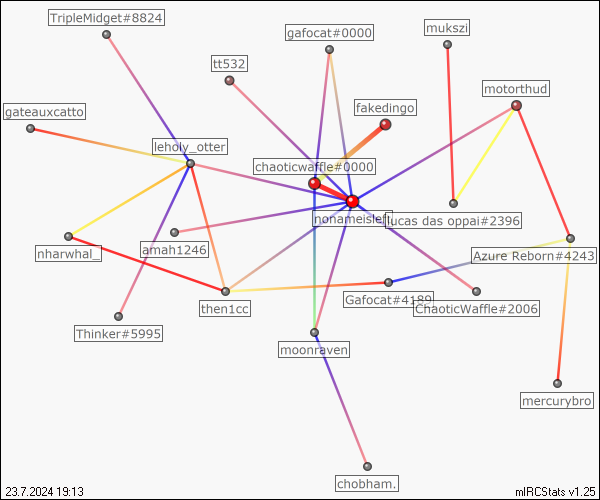 TripleMidget#8824
mukszi
gafocat#0000
tt532
motorthud
fakedingo
gateauxcatto
leholy_otter
chaoticwaffle#0000
nonameisleft
lucas das oppai#2396
nharwhal_
amah1246
Azure Reborn#4243
then1cc
Gafocat#4189
ChaoticWaffle#2006
Thinker#5995
moonraven
mercurybro
chobham.
23.7.2024 19:13
mIRCStats v1.25